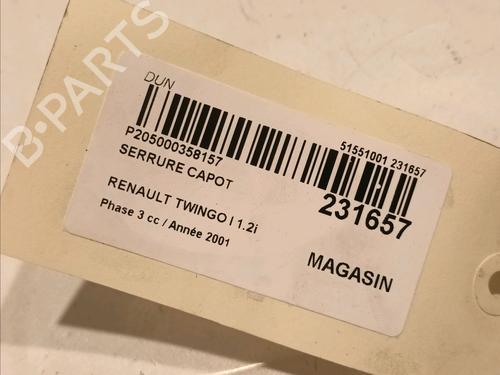 B-PARTS
DUN
P205000358157
51551001 231657
SERRURE CAPOT
231657
RENAULT TWINGO I 1.2i
Phase 3 cc / Année 2001
MAGASIN